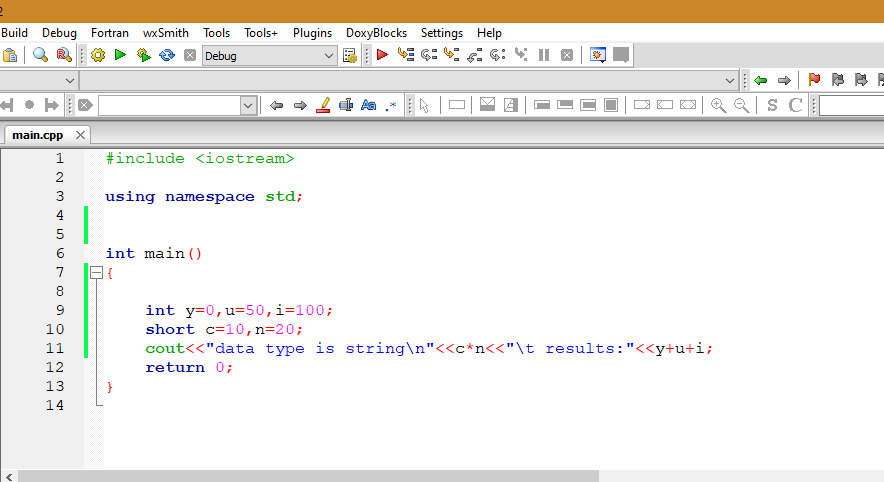 2
Build Debug Fortran wxSmith Tools Tools+ Plugins DoxyBlocks Settings Help
Debug
Aa .* S C
main.cpp
1 #include <iostream>
2
3 using namespace std;
4
5
6 int main()
7 {
8
9 int y=0,u=50,i=100;
10 short c=10,n=20;
11 cout<<"data type is string\n"<<c*n<<"\t results:"<<y+u+i;
12 return 0;
13 }
14